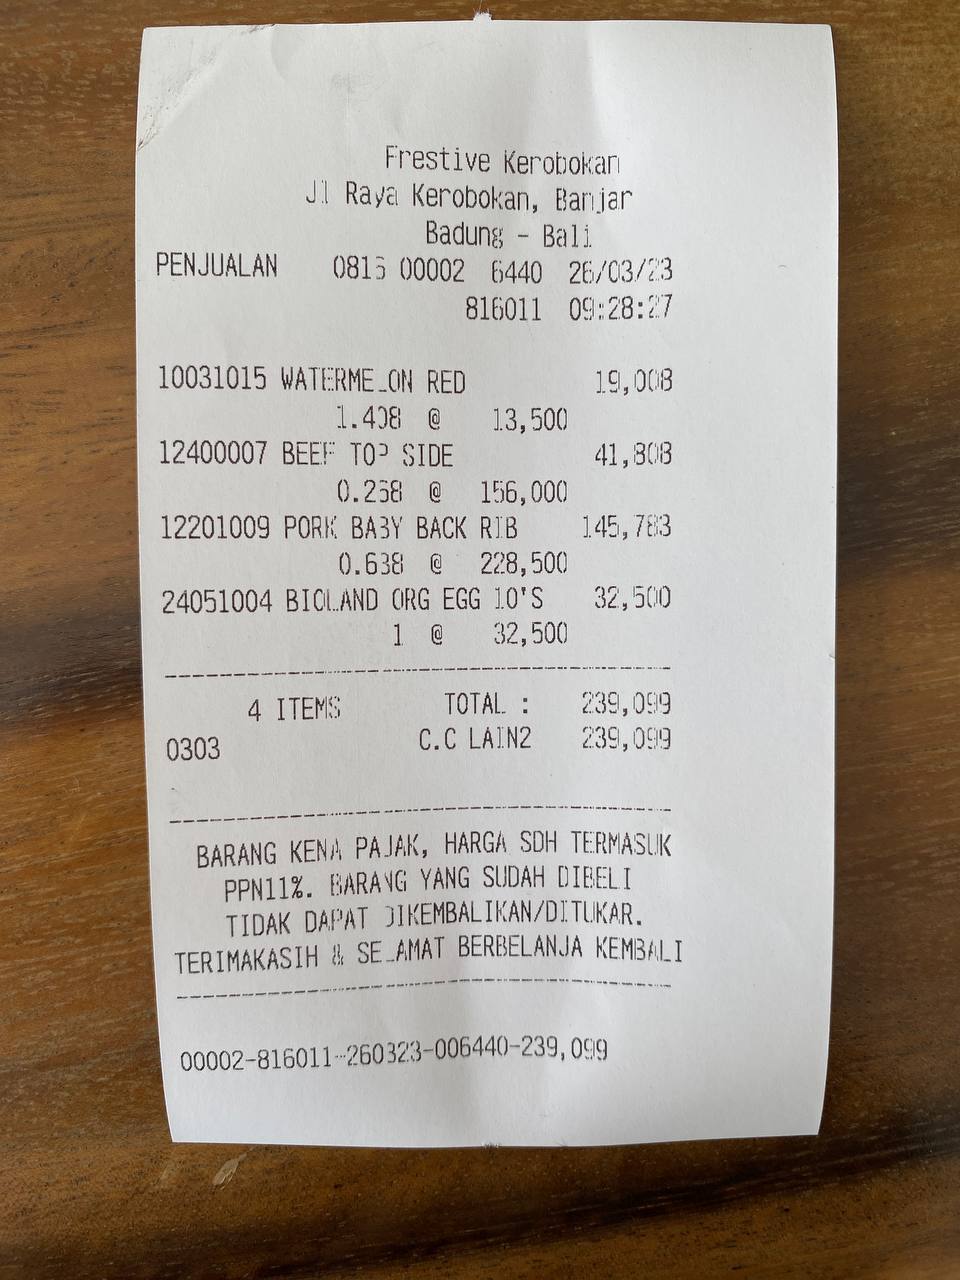 Frestive Kerobokan
Jl Raya Kerobokan, Banjar
Badung - Bali
PENJUALAN 0815 00002 6440 26/03/23
816011 09:28:27
10031015 WATERMELON RED 19,008
1.408 @ 13,500
12400007 BEEF TOP SIDE 41,808
0.268 @ 156,000
12201009 PORK BABY BACK RIB 145,783
0.638 @ 228,500
24051004 BIOLAND ORG EGG 10'S 32,500
1 @ 32,500
4 ITEMS TOTAL : 239,099
0303 C.C LAIN2 239,099
BARANG KENA PAJAK, HARGA SDH TERMASUK
PPN11%. BARANG YANG SUDAH DIBELI
TIDAK DAPAT DIKEMBALIKAN/DITUKAR.
TERIMAKASIH & SELAMAT BERBELANJA KEMBALI
00002-816011-260323-006440-239,099